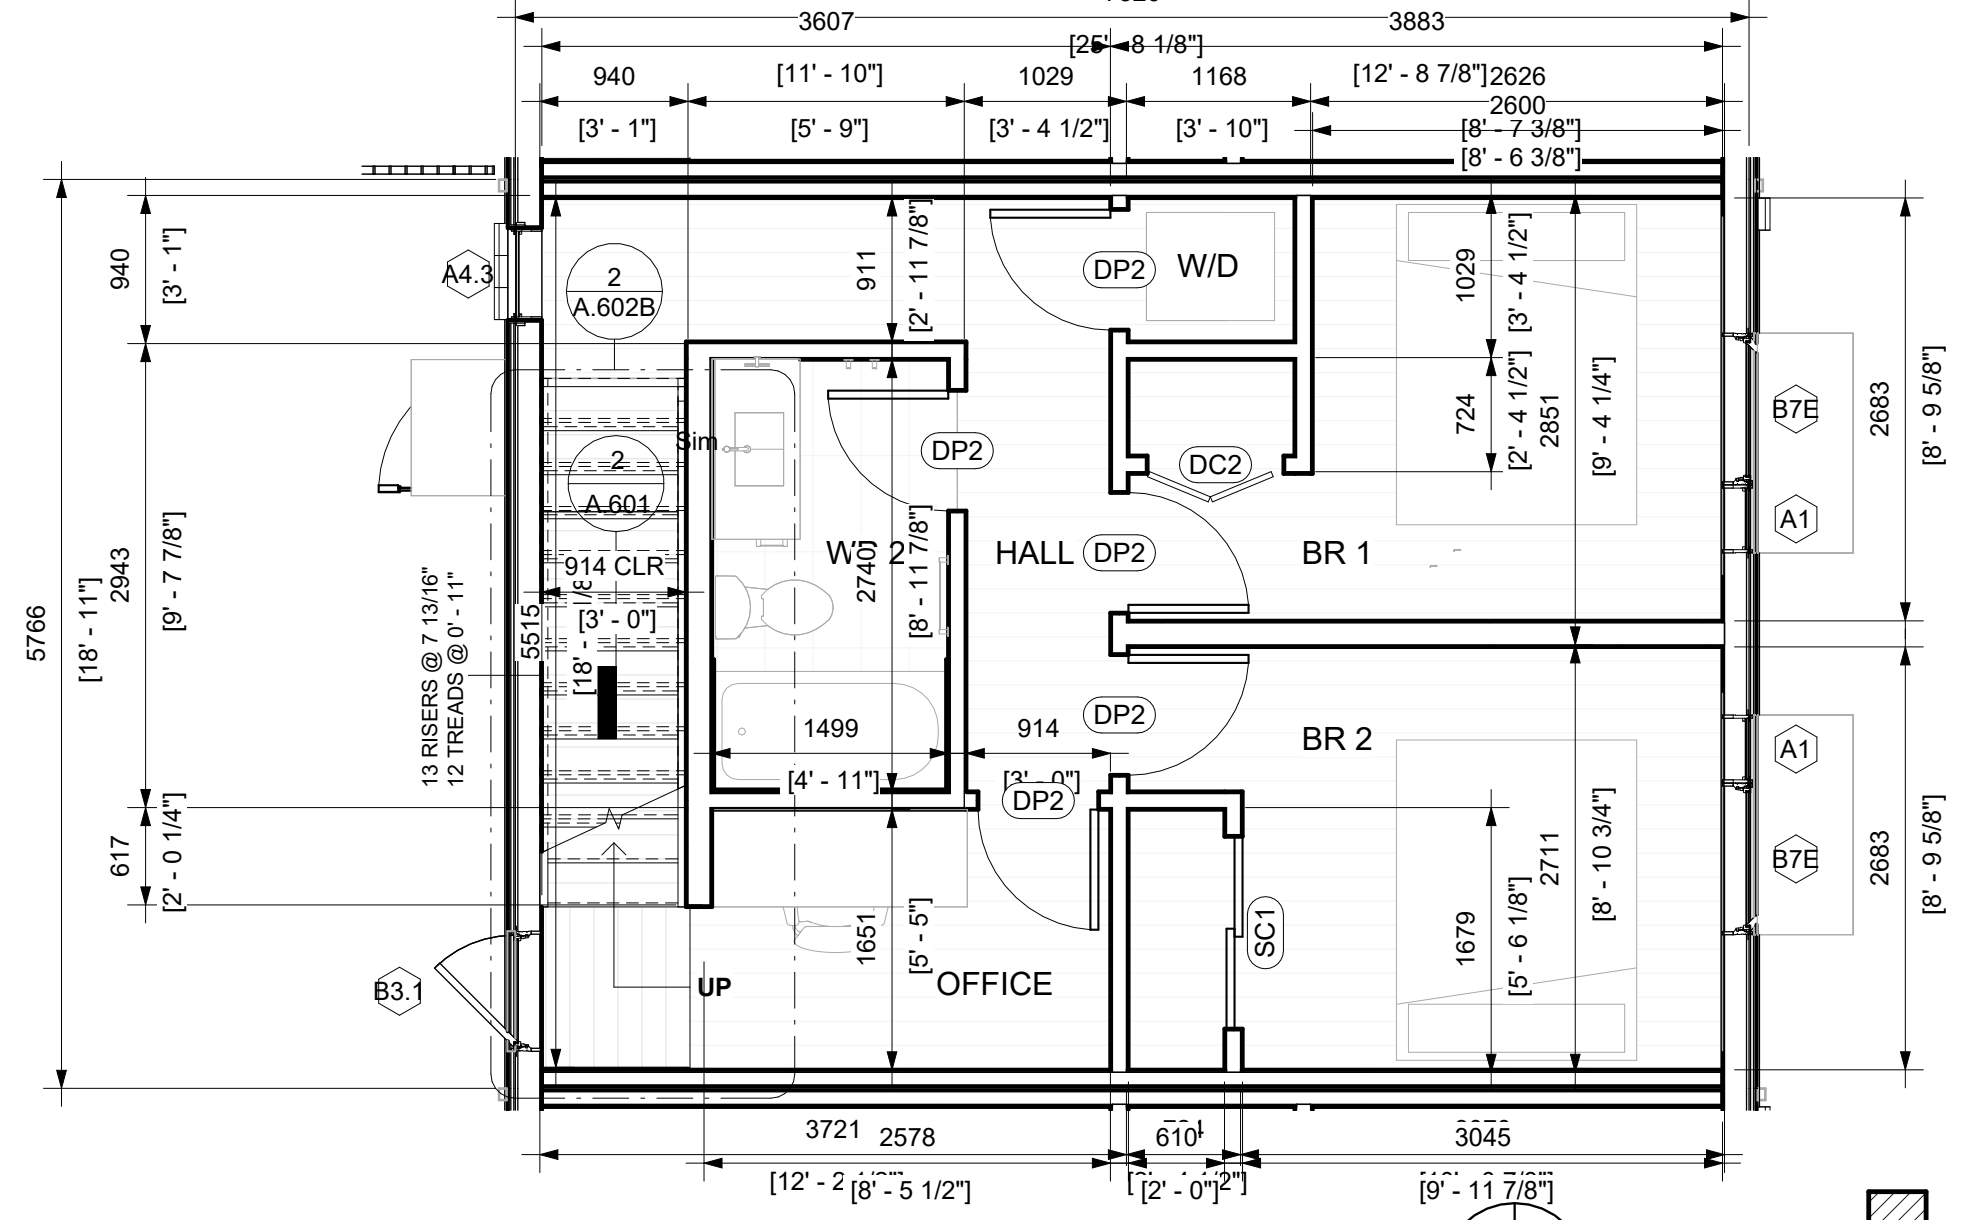 3607
3883
[25' - 8 1/8"]
940
[11' - 10"]
1029
1168
[12' - 8 7/8"]
2626
2600
[3' - 1"]
[5' - 9"]
[3' - 4 1/2"]
[3' - 10"]
[8' - 7 3/8"]
[8' - 6 3/8"]
940
[3' - 1"]
A4.3
2
A.602B
911
[2' - 11 7/8"]
DP2
W/D
1029
[3' - 4 1/2"]
724
[2' - 4 1/2"]
2851
[9' - 4 1/4"]
B7E
2683
[8' - 9 5/8"]
Sim
2
A.601
DP2
DC2
A1
5766
[18' - 11"]
2943
[9' - 7 7/8"]
13 RISERS @ 7 13/16"
12 TREADS @ 0' - 11"
5515
914 CLR
[3' - 0"]
2740
[8' - 11 7/8"]
HALL
DP2
BR 1
DP2
BR 2
A1
1499
[4' - 11"]
914
[3' - 0"]
DP2
617
[2' - 0 1/4"]
2711
[8' - 10 3/4"]
B7E
2683
[8' - 9 5/8"]
1651
[5' - 5"]
SC1
1679
[5' - 6 1/8"]
B3.1
UP
OFFICE
3721
2578
610
3045
[8' - 5 1/2"]
[2' - 0"]
[9' - 11 7/8"]